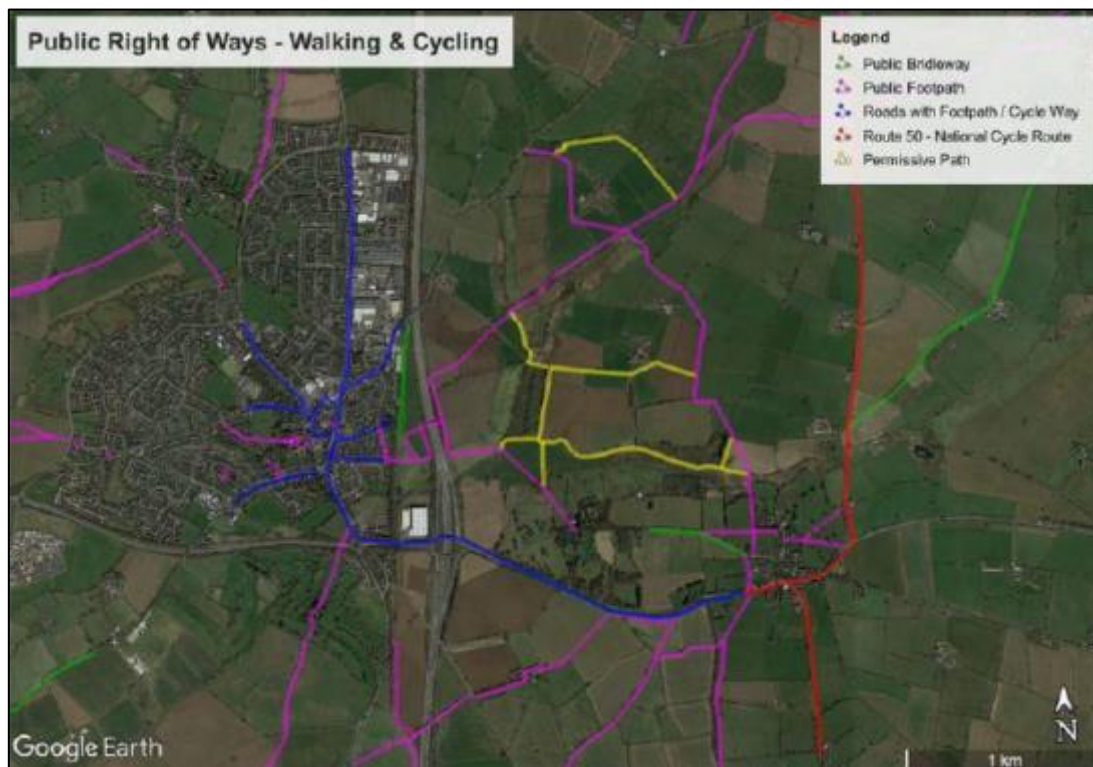 Public Right of Ways - Walking & Cycling
Legend
Public Bridleway
Public Footpath
Roads with Footpath / Cycle Way
Route 50 - National Cycle Route
Permissive Path
N
Google Earth
1 km